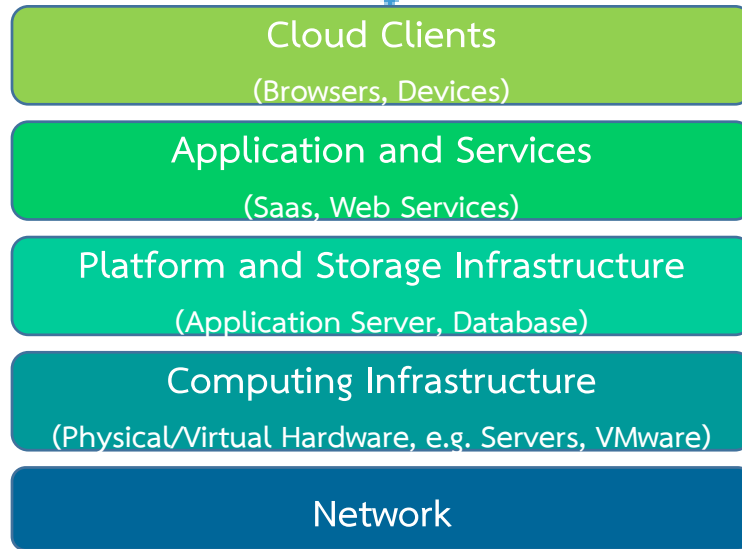 Cloud Clients
(Browsers, Devices)
Application and Services
(Saas, Web Services)
Platform and Storage Infrastructure
(Application Server, Database)
Computing Infrastructure
(Physical/Virtual Hardware, e.g. Servers, VMware)
Network